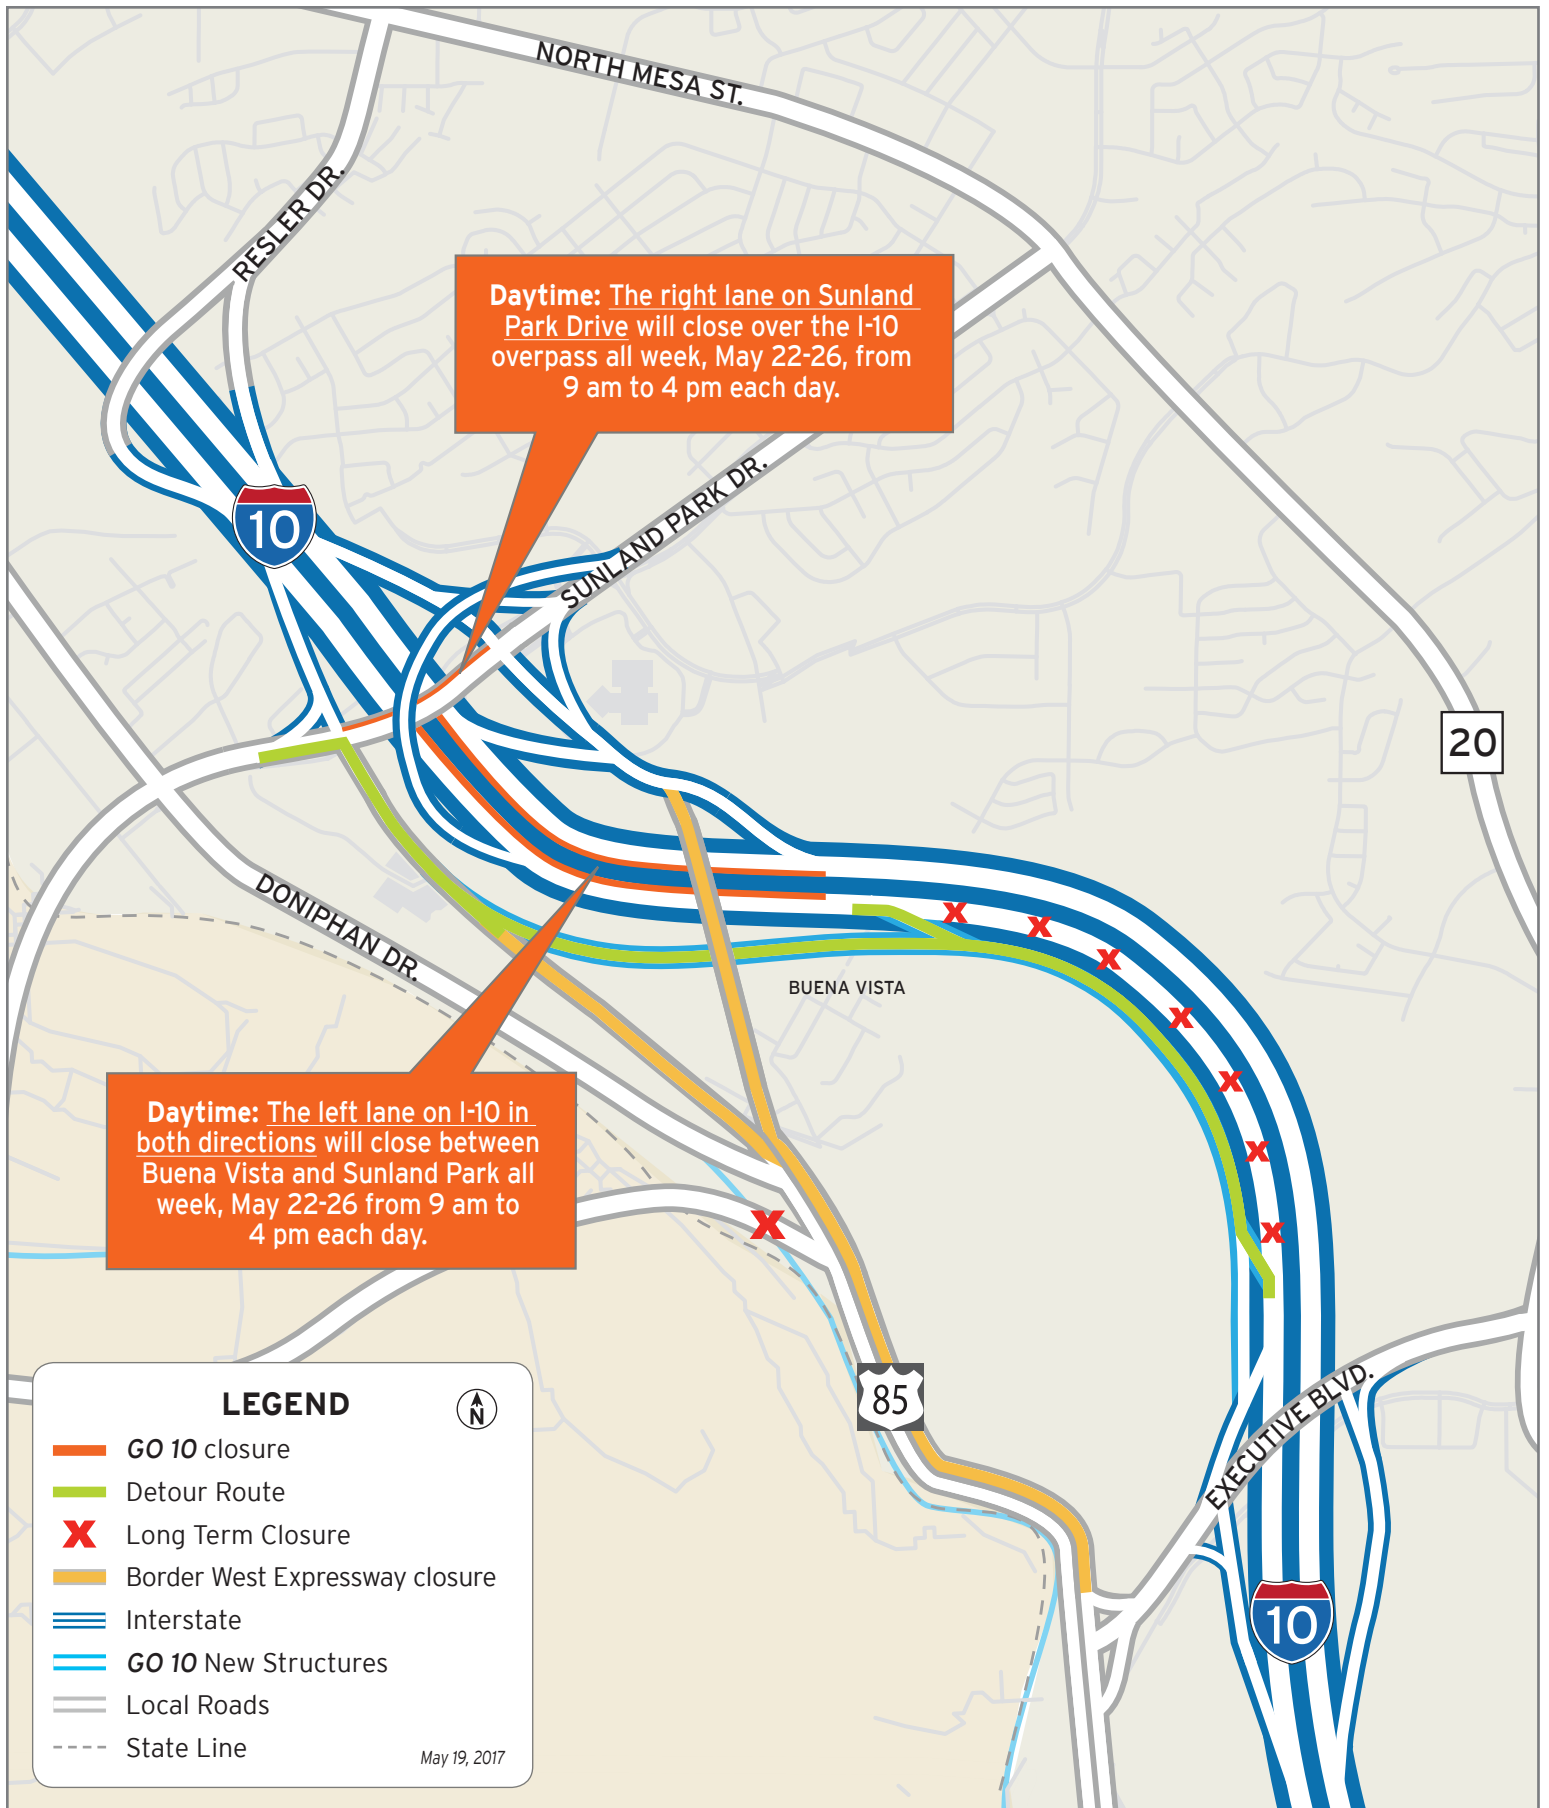 NORTH MESA ST.
RESLER DR.
Daytime: The right lane on Sunland
Park Drive will close over the I-10
overpass all week, May 22-26, from
9 am to 4 pm each day.
SUNLAND PARK DR.
10
20
DONIPHAN DR.
BUENA VISTA
Daytime: The left lane on I-10 in
both directions will close between
Buena Vista and Sunland Park all
week, May 22-26 from 9 am to
4 pm each day.
85
EXECUTIVE BLVD.
10
LEGEND
N
GO 10 closure
Detour Route
X Long Term Closure
Border West Expressway closure
Interstate
GO 10 New Structures
Local Roads
State Line
May 19, 2017